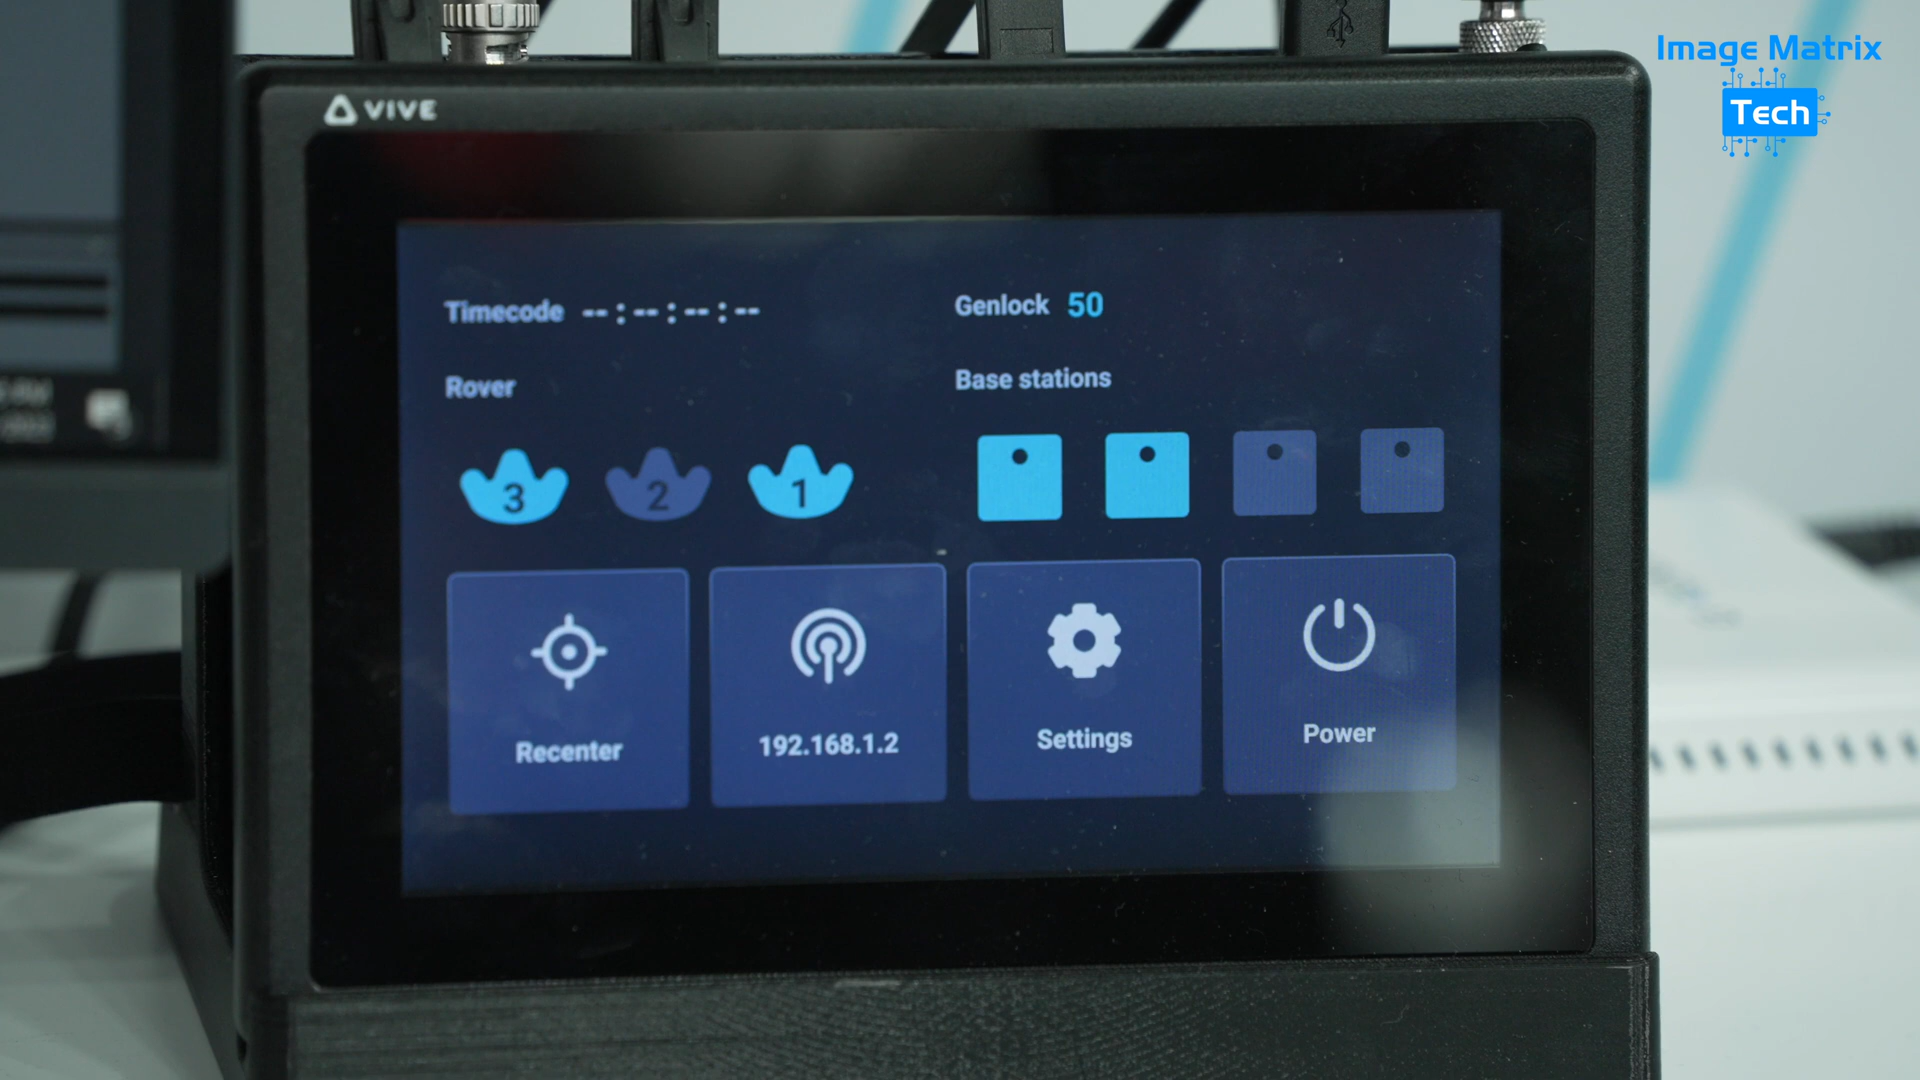 Image Matrix
Tech
VIVE
Timecode --:--:--:--
Genlock 50
Rover
Base stations
3
2
1
Recenter
192.168.1.2
Settings
Power